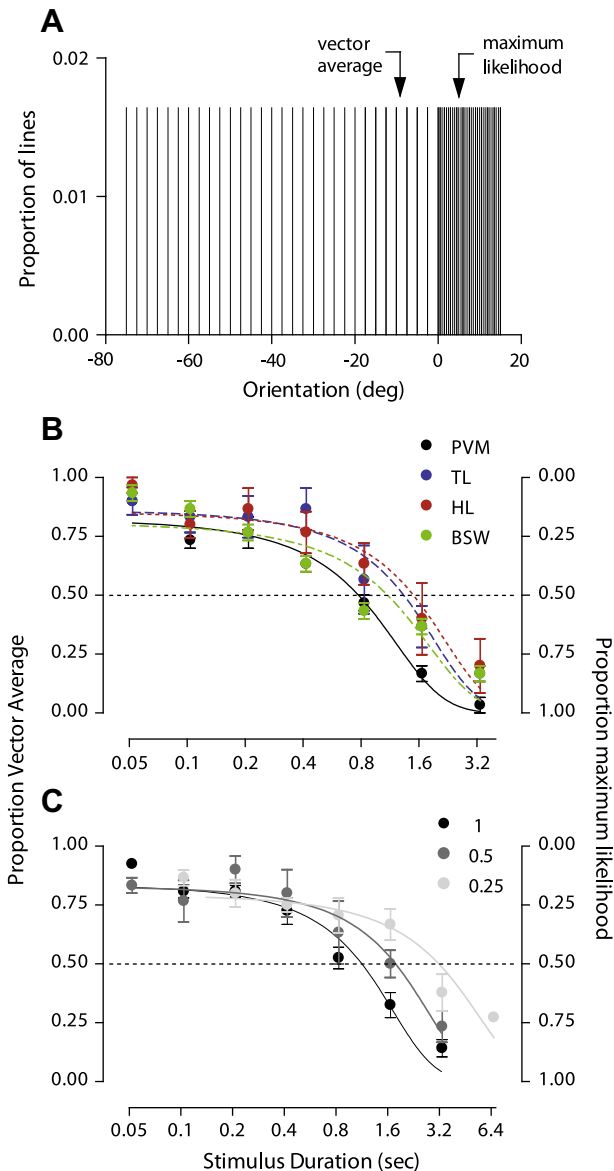 A
vector average
maximum likelihood
0.02
0.01
0.00
Proportion of lines
-80 -60 -40 -20 0 20
Orientation (deg)
B
PVM
TL
HL
BSW
1.00 0.00
0.75 0.25
0.50 0.50
0.25 0.75
0.00 1.00
0.05 0.1 0.2 0.4 0.8 1.6 3.2
Proportion Vector Average
Proportion maximum likelihood
C
1
0.5
0.25
1.00 0.00
0.75 0.25
0.50 0.50
0.25 0.75
0.00 1.00
0.05 0.1 0.2 0.4 0.8 1.6 3.2 6.4
Stimulus Duration (sec)